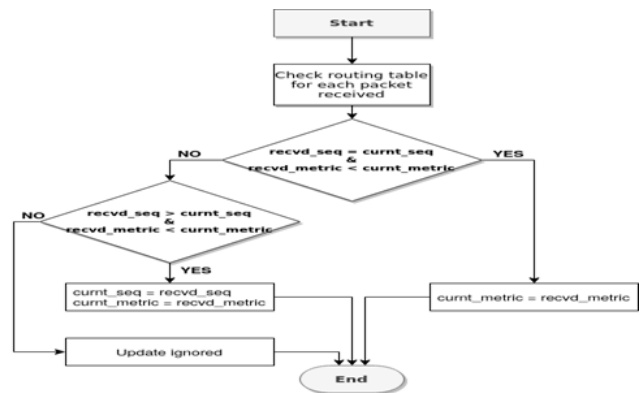 Start
Check routing table
for each packet
received
recvd_seq = curnt_seq
&
recvd_metric < curnt_metric
NO
YES
recvd_seq > curnt_seq
&
recvd_metric < curnt_metric
NO
YES
curnt_seq = recvd_seq
curnt_metric = recvd_metric
curnt_metric = recvd_metric
Update ignored
End